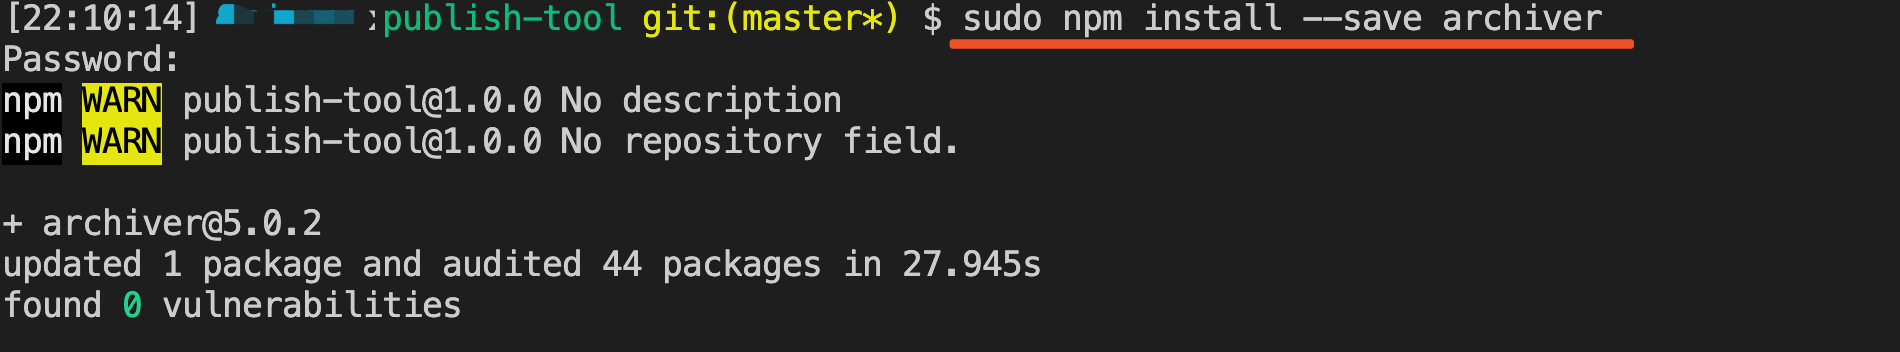 [22:10:14] publish-tool git:(master*) $ sudo npm install --save archiver
Password:
npm WARN publish-tool@1.0.0 No description
npm WARN publish-tool@1.0.0 No repository field.
+ archiver@5.0.2
updated 1 package and audited 44 packages in 27.945s
found 0 vulnerabilities